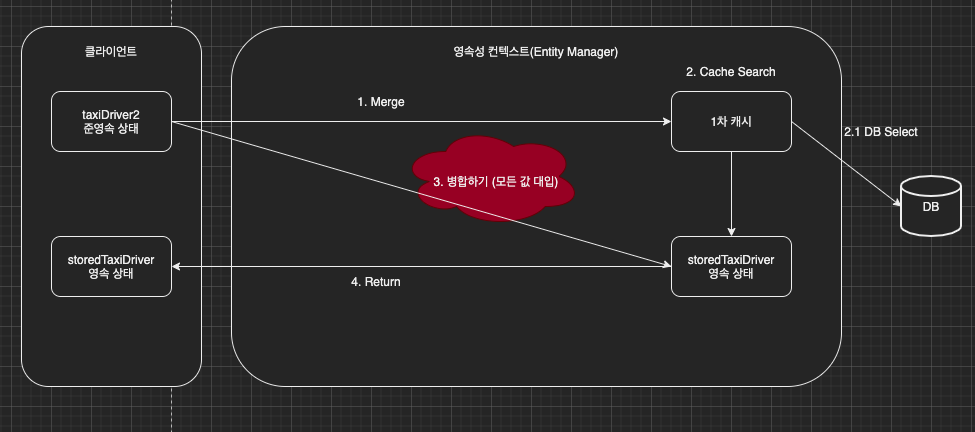 클라이언트
영속성 컨텍스트(Entity Manager)
2. Cache Search
taxiDriver2
준영속 상태
1. Merge
1차 캐시
2.1 DB Select
3. 병합하기 (모든 값 대입)
DB
storedTaxiDriver
영속 상태
4. Return
storedTaxiDriver
영속 상태